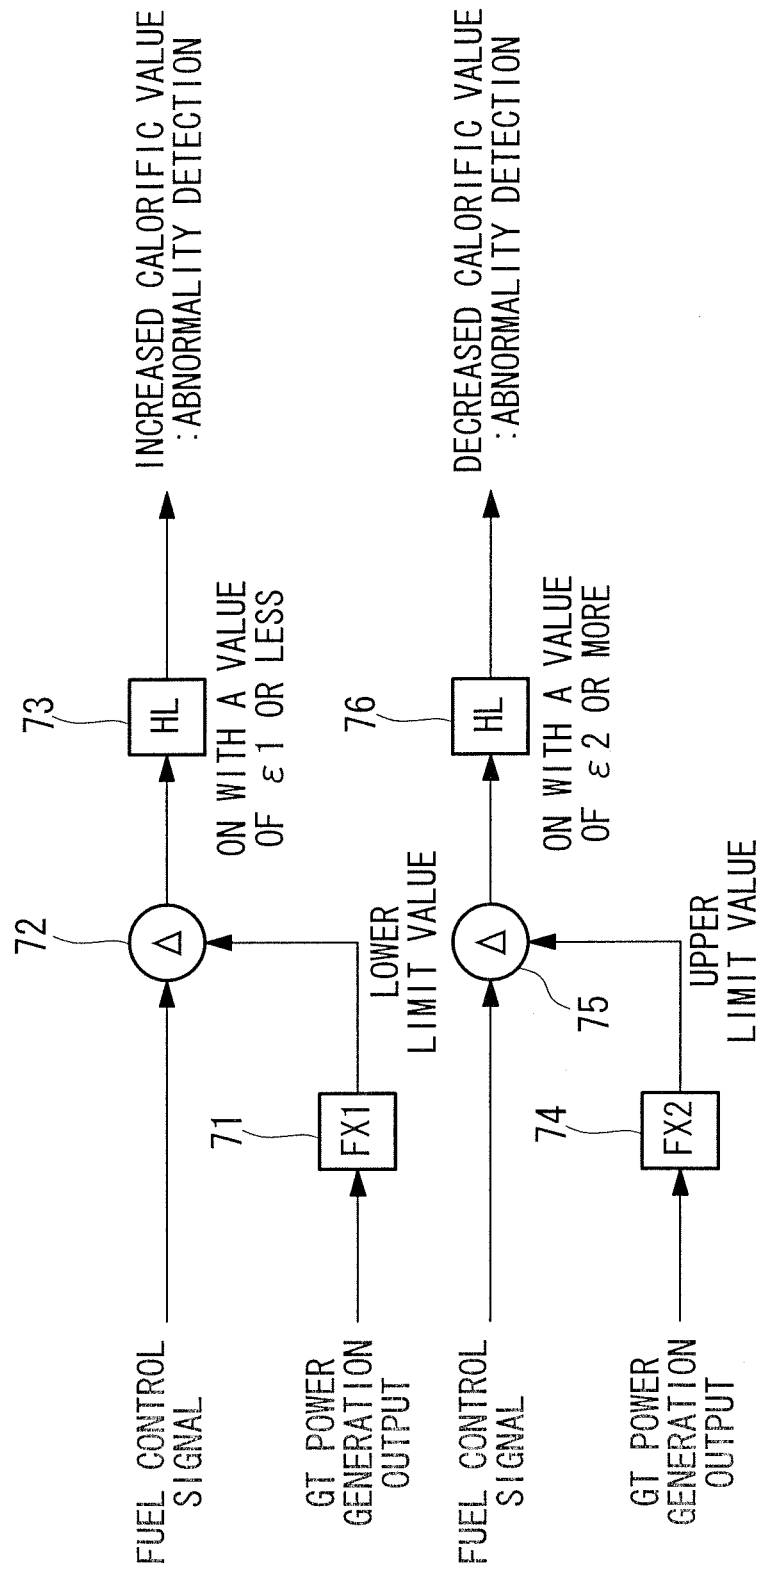 FUEL CONTROL
SIGNAL
72
73
HL
INCREASED CALORIFIC VALUE
:ABNORMALITY DETECTION
ON WITH A VALUE
OF ε1 OR LESS
GT POWER
GENERATION
OUTPUT
71
FX1
LOWER
LIMIT VALUE
Δ
FUEL CONTROL
SIGNAL
75
Δ
76
HL
DECREASED CALORIFIC VALUE
:ABNORMALITY DETECTION
ON WITH A VALUE
OF ε2 OR MORE
GT POWER
GENERATION
OUTPUT
74
FX2
UPPER
LIMIT VALUE